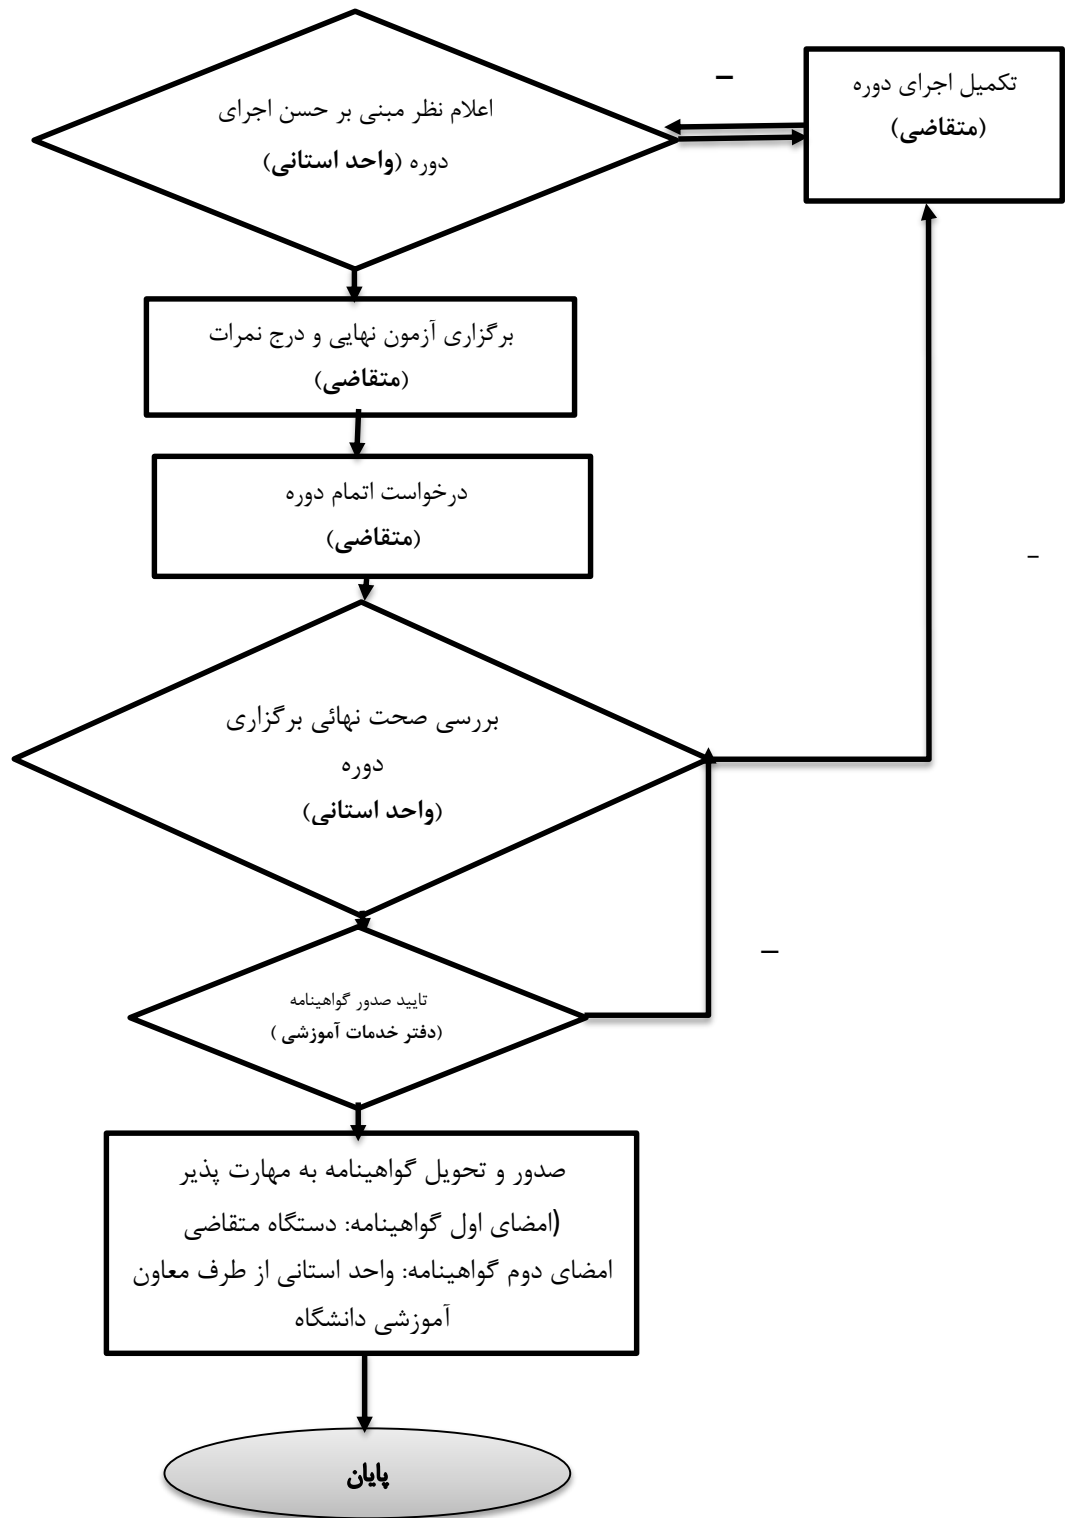 تکمیل اجرای دوره
(متقاضی)
–
اعلام نظر مبنی بر حسن اجرای
دوره (واحد استانی)
برگزاری آزمون نهایی و درج نمرات
(متقاضی)
درخواست اتمام دوره
(متقاضی)
–
بررسی صحت نهائی برگزاری
دوره
(واحد استانی)
–
تایید صدور گواهینامه
(دفتر خدمات آموزشی )
صدور و تحویل گواهینامه به مهارت پذیر
(امضای اول گواهینامه: دستگاه متقاضی
امضای دوم گواهینامه: واحد استانی از طرف معاون
آموزشی دانشگاه
پایان